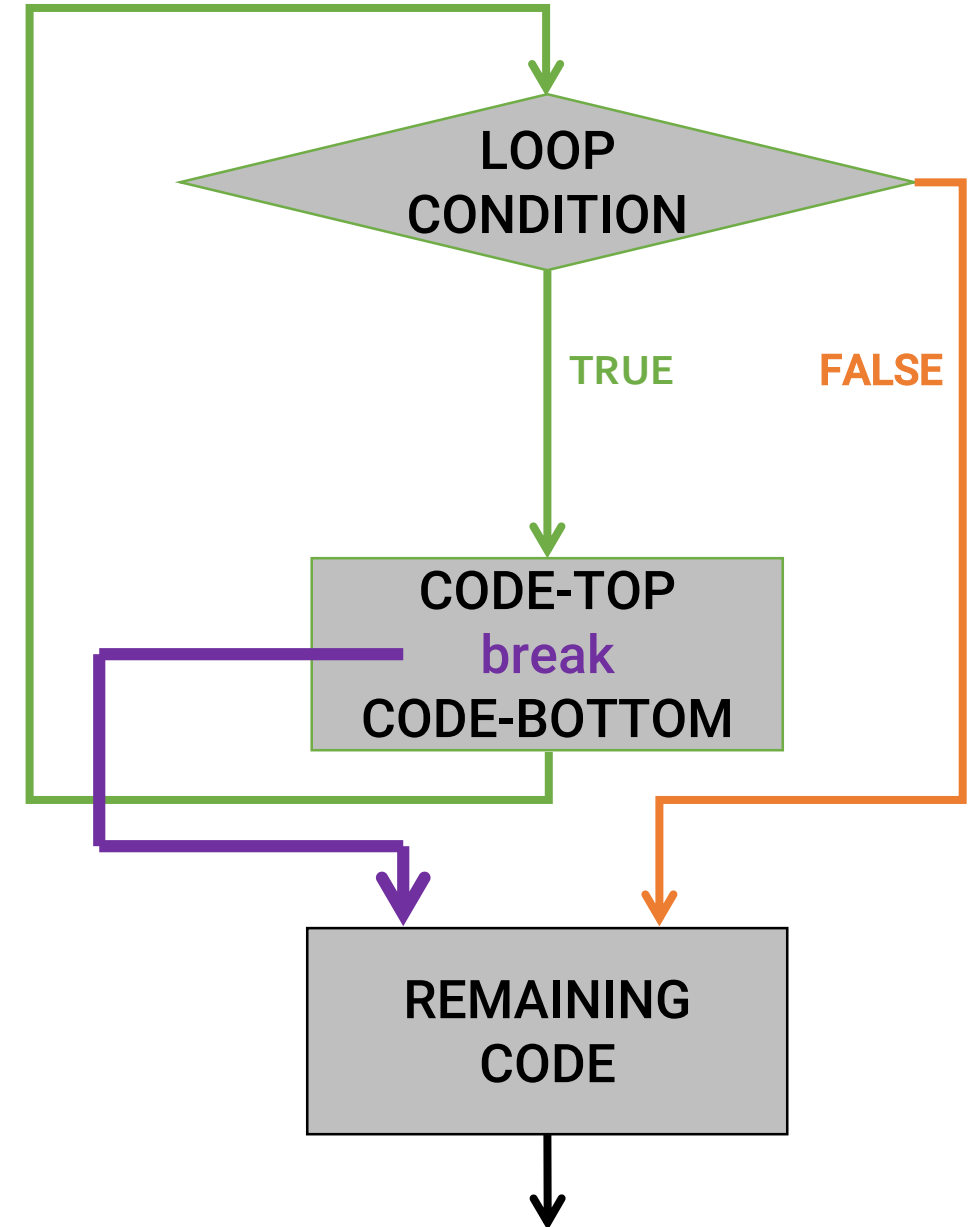 LOOP
CONDITION
TRUE
FALSE
CODE-TOP
break
CODE-BOTTOM
REMAINING
CODE